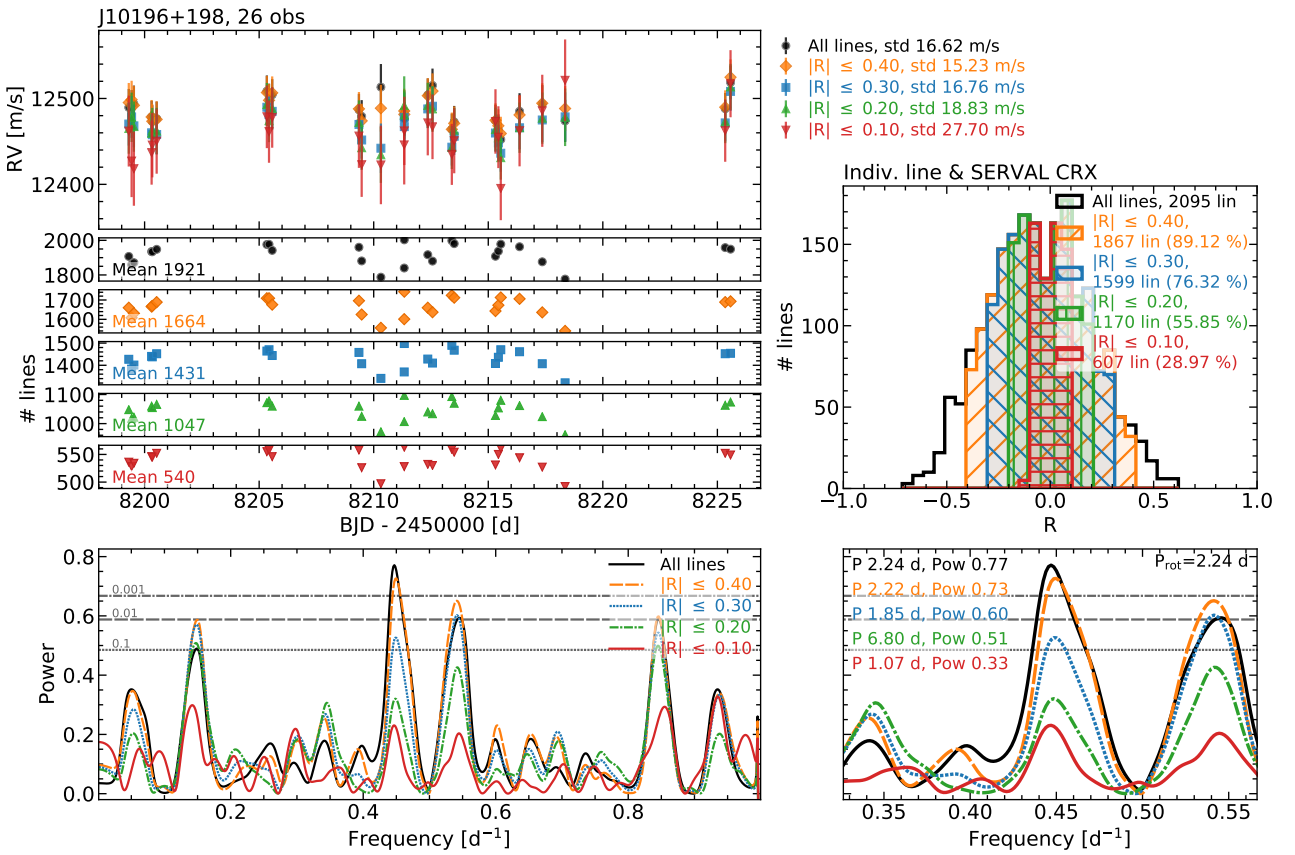 J10196+198, 26 obs
RV [m/s]
12500
12400
All lines, std 16.62 m/s
|R| ≤ 0.40, std 15.23 m/s
|R| ≤ 0.30, std 16.76 m/s
|R| ≤ 0.20, std 18.83 m/s
|R| ≤ 0.10, std 27.70 m/s
# lines
2000
1800
Mean 1921
1700
1600
Mean 1664
1500
1400
Mean 1431
1100
1000
Mean 1047
550
500
Mean 540
8200 8205 8210 8215 8220 8225
BJD - 2450000 [d]
Indiv. line & SERVAL CRX
# lines
150
100
50
0
All lines, 2095 lin
|R| ≤ 0.40,
1867 lin (89.12 %)
|R| ≤ 0.30,
1599 lin (76.32 %)
|R| ≤ 0.20,
1170 lin (55.85 %)
|R| ≤ 0.10,
607 lin (28.97 %)
−1.0 −0.5 0.0 0.5 1.0
R
Power
0.8
0.6
0.4
0.2
0.0
0.001
0.01
0.1
All lines
|R| ≤ 0.40
|R| ≤ 0.30
|R| ≤ 0.20
|R| ≤ 0.10
0.2 0.4 0.6 0.8
Frequency [d⁻¹]
P 2.24 d, Pow 0.77
P 2.22 d, Pow 0.73
P 1.85 d, Pow 0.60
P 6.80 d, Pow 0.51
P 1.07 d, Pow 0.33
Prot=2.24 d
0.35 0.40 0.45 0.50 0.55
Frequency [d⁻¹]